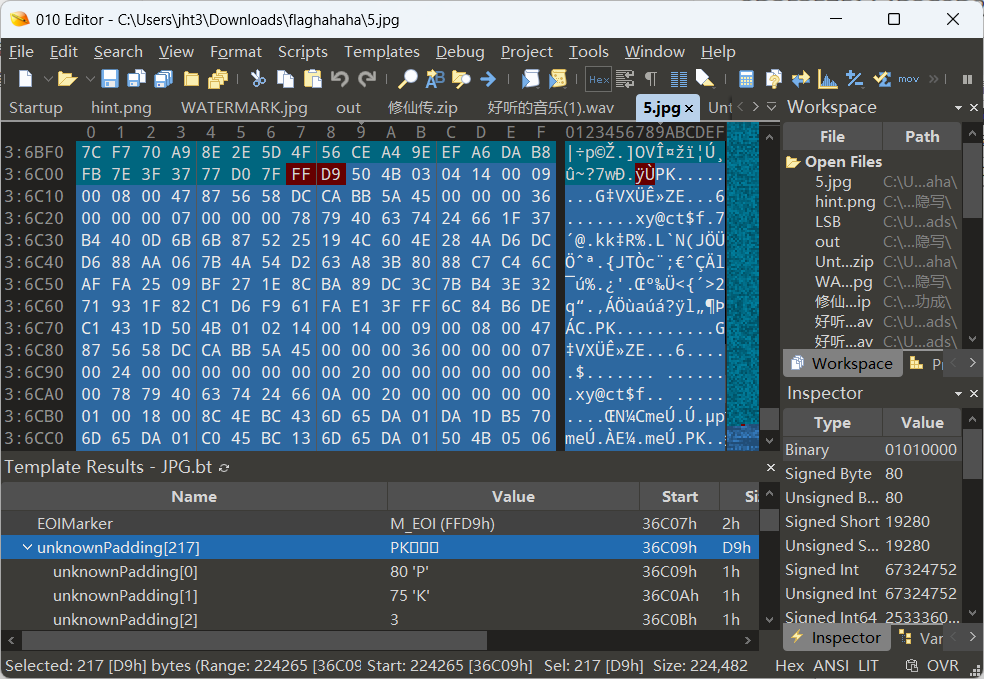 010 Editor - C:\Users\jht3\Downloads\flaghahaha\5.jpg
File Edit Search View Format Scripts Templates Debug Project Tools Window Help
Hex mov »
Startup hint.png WATERMARK.jpg out 修仙传.zip 好听的音乐(1).wav 5.jpg × Unt
0 1 2 3 4 5 6 7 8 9 A B C D E F 0123456789ABCDEF
3:6BF0 7C F7 70 A9 8E 2E 5D 4F 56 CE A4 9E EF A6 DA B8 |÷p©Ž.]OVÎ¤žï¦Ú¸
3:6C00 FB 7E 3F 37 77 D0 7F FF D9 50 4B 03 04 14 00 09 û~?7wÐ.ÿÙPK.....
3:6C10 00 08 00 47 87 56 58 DC CA BB 5A 45 00 00 00 36 ...G‡VXÜÊ»ZE...6
3:6C20 00 00 00 07 00 00 00 78 79 40 63 74 24 66 1F 37 .......xy@ct$f.7
3:6C30 B4 40 0D 6B 6B 87 52 25 19 4C 60 4E 28 4A D6 DC ´@.kk‡R%.L`N(JÖÜ
3:6C40 D6 88 AA 06 7B 4A 54 D2 63 A8 3B 80 88 C7 C4 6C Öˆª.{JTÒc¨;€ˆÇÄl
3:6C50 AF FA 25 09 BF 27 1E 8C BA 89 DC 3C 7B B4 3E 32 ¯ú%.¿'.Œº‰Ü<{´>2
3:6C60 71 93 1F 82 C1 D6 F9 61 FA E1 3F FF 6C 84 B6 DE q“.‚ÁÖùaúá?ÿl„¶Þ
3:6C70 C1 43 1D 50 4B 01 02 14 00 14 00 09 00 08 00 47 ÁC.PK..........G
3:6C80 87 56 58 DC CA BB 5A 45 00 00 00 36 00 00 00 07 ‡VXÜÊ»ZE...6....
3:6C90 00 24 00 00 00 00 00 00 00 20 00 00 00 00 00 00 .$....... ......
3:6CA0 00 78 79 40 63 74 24 66 0A 00 20 00 00 00 00 00 .xy@ct$f.. .....
3:6CB0 01 00 18 00 8C 4E BC 43 6D 65 DA 01 DA 1D B5 70 ....ŒN¼CmeÚ.Ú.µp
3:6CC0 6D 65 DA 01 C0 45 BC 13 6D 65 DA 01 50 4B 05 06 meÚ.ÀE¼.meÚ.PK..
Template Results - JPG.bt
Name Value Start Si
EOIMarker M_EOI (FFD9h) 36C07h 2h
unknownPadding[217] PK□□□ 36C09h D9h
unknownPadding[0] 80 'P' 36C09h 1h
unknownPadding[1] 75 'K' 36C0Ah 1h
unknownPadding[2] 3 36C0Bh 1h
Workspace
File Path
Open Files
5.jpg C:\U...aha\
hint.png C:\...隐写\
LSB C:\U...ads\
out C:\...隐写\
Unt...zip C:\U...aha\
WA...pg C:\...隐写\
修仙...ip C:\...功成\
好听...av C:\U...ads\
好听...av C:\U...ads\
Workspace
Inspector
Type Value
Binary 01010000
Signed Byte 80
Unsigned B... 80
Signed Short 19280
Unsigned S... 19280
Signed Int 67324752
Unsigned Int 67324752
Signed Int64 2533360...
Inspector Var
Selected: 217 [D9h] bytes (Range: 224265 [36C09 Start: 224265 [36C09h] Sel: 217 [D9h] Size: 224,482 Hex ANSI LIT OVR